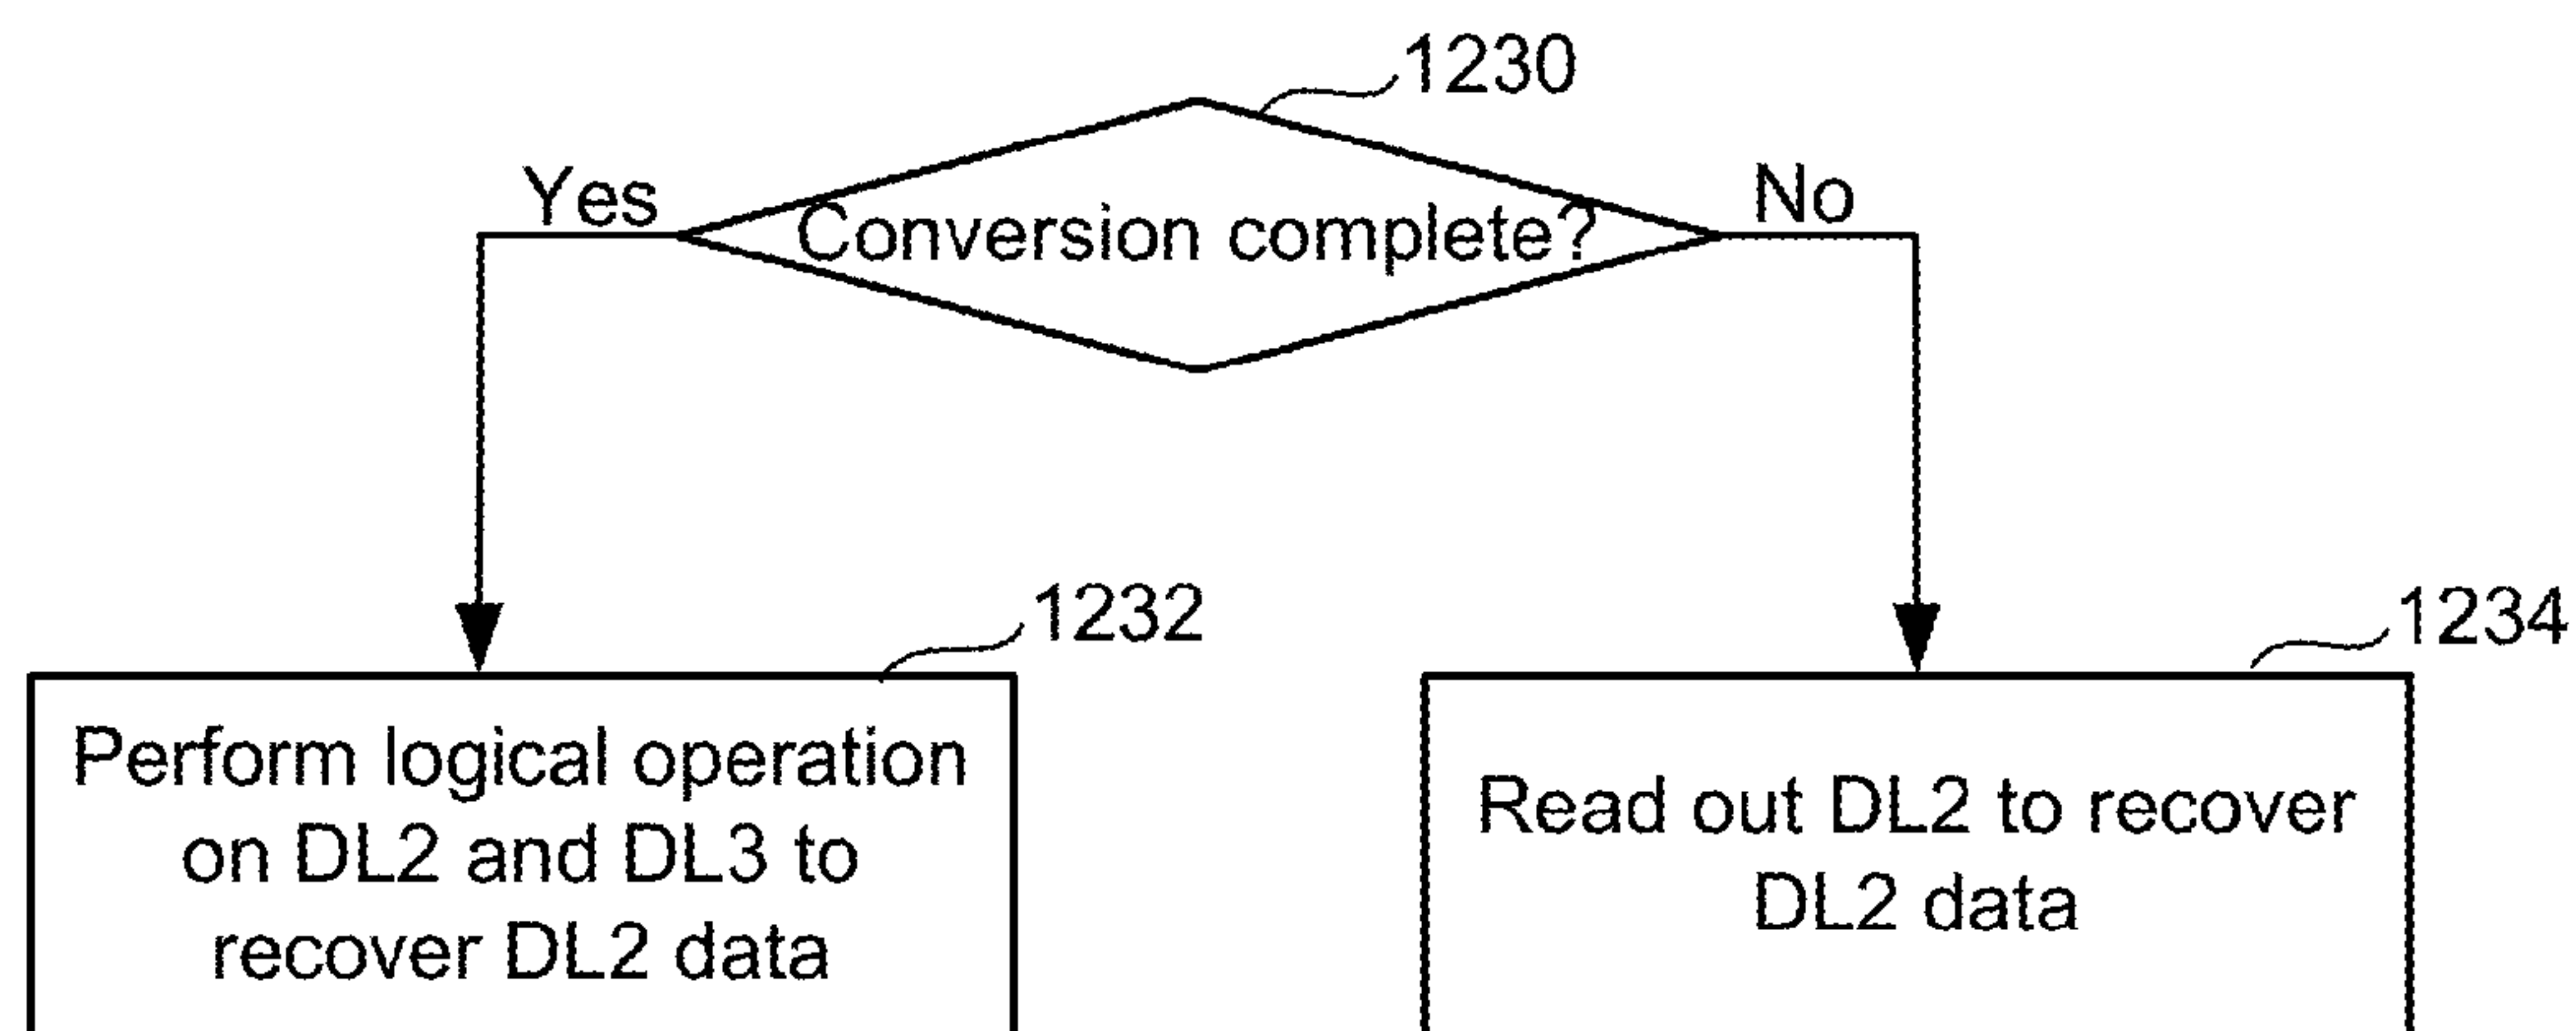 1230
Yes
Conversion complete?
No
1232
1234
Perform logical operation
on DL2 and DL3 to
recover DL2 data
Read out DL2 to recover
DL2 data